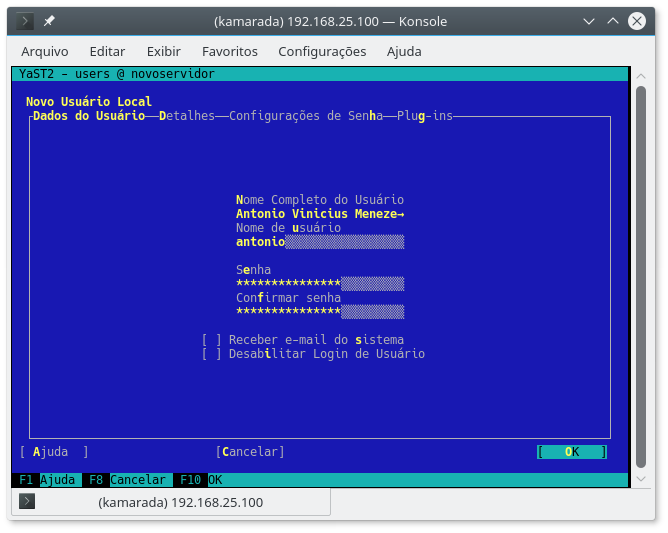 (kamarada) 192.168.25.100 — Konsole
Arquivo Editar Exibir Favoritos Configurações Ajuda
YaST2 - users @ novoservidor
Novo Usuário Local
Dados do Usuário──Detalhes──Configurações de Senha──Plug-ins
Nome Completo do Usuário
Antonio Vinicius Meneze→
Nome de usuário
antonio▒▒▒▒▒▒▒▒▒▒▒▒▒▒▒▒▒
Senha
***************▒▒▒▒▒▒▒▒▒
Confirmar senha
***************▒▒▒▒▒▒▒▒▒
[ ] Receber e-mail do sistema
[ ] Desabilitar Login de Usuário
[ Ajuda ] [Cancelar] [ OK ]
F1 Ajuda F8 Cancelar F10 OK
(kamarada) 192.168.25.100